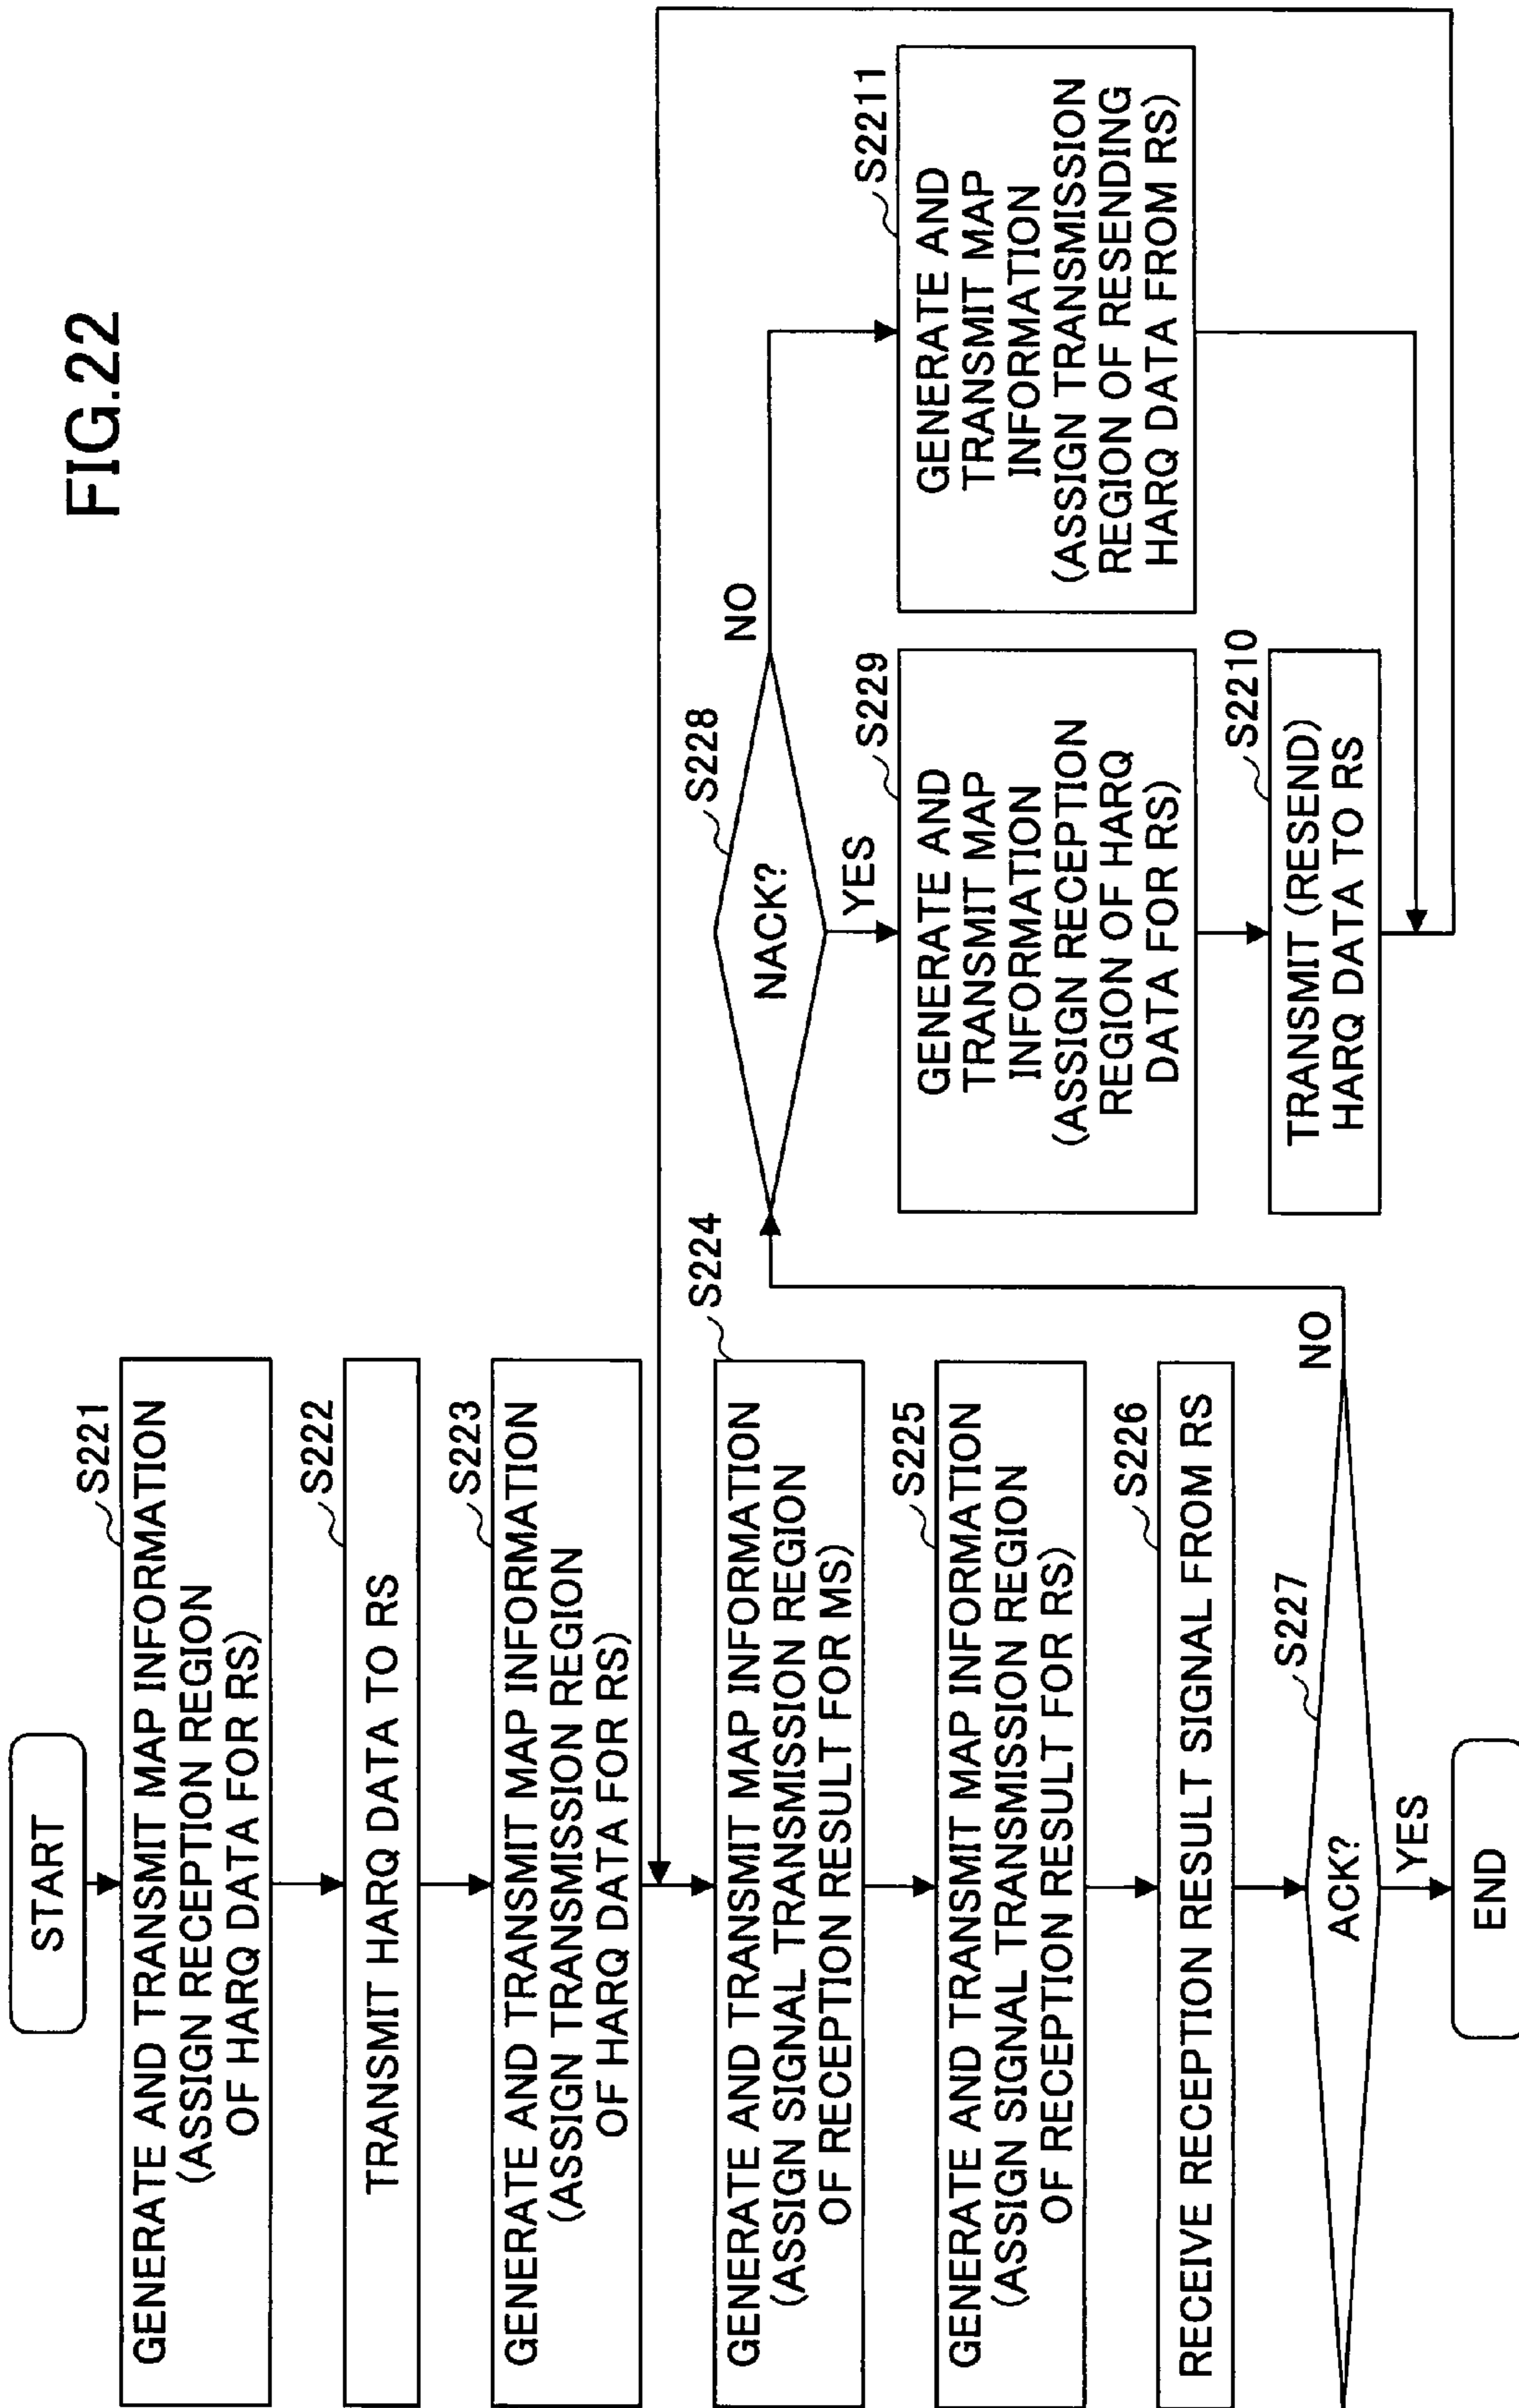 FIG.22
START
S221
GENERATE AND TRANSMIT MAP INFORMATION
(ASSIGN RECEPTION REGION
OF HARQ DATA FOR RS)
S222
TRANSMIT HARQ DATA TO RS
S223
GENERATE AND TRANSMIT MAP INFORMATION
(ASSIGN TRANSMISSION REGION
OF HARQ DATA FOR RS)
S224
GENERATE AND TRANSMIT MAP INFORMATION
(ASSIGN SIGNAL TRANSMISSION REGION
OF RECEPTION RESULT FOR MS)
S225
GENERATE AND TRANSMIT MAP INFORMATION
(ASSIGN SIGNAL TRANSMISSION REGION
OF RECEPTION RESULT FOR RS)
S226
RECEIVE RECEPTION RESULT SIGNAL FROM RS
S227
ACK?
NO
YES
END
S228
NACK?
NO
YES
S229
GENERATE AND
TRANSMIT MAP
INFORMATION
(ASSIGN RECEPTION
REGION OF HARQ
DATA FOR RS)
S2210
TRANSMIT (RESEND)
HARQ DATA TO RS
S2211
GENERATE AND
TRANSMIT MAP
INFORMATION
(ASSIGN TRANSMISSION
REGION OF RESENDING
HARQ DATA FROM RS)